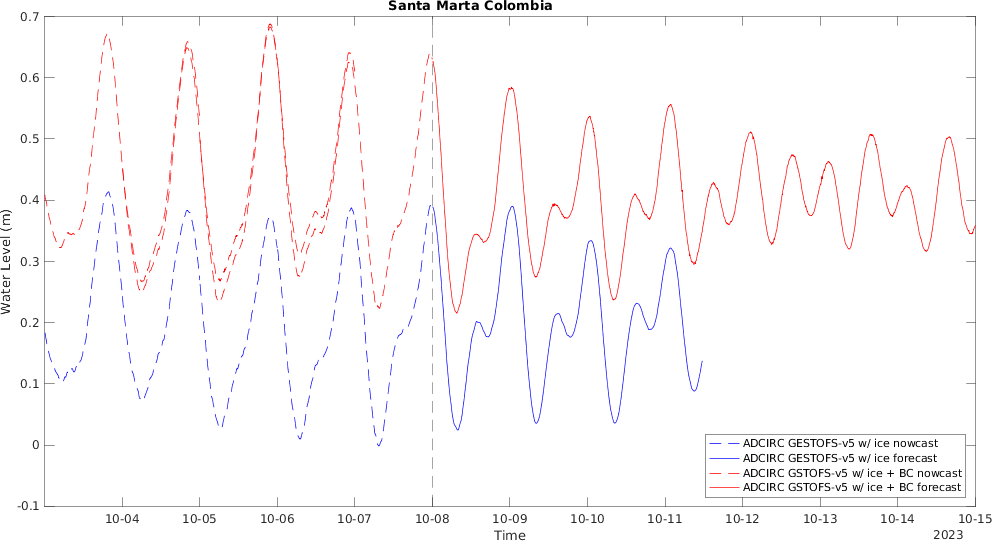 Santa Marta Colombia
0.7
0.6
0.5
0.4
0.3
0.2
0.1
0
-0.1
Water Level (m)
10-04 10-05 10-06 10-07 10-08 10-09 10-10 10-11 10-12 10-13 10-14 10-15
Time
2023
ADCIRC GESTOFS-v5 w/ ice nowcast
ADCIRC GESTOFS-v5 w/ ice forecast
ADCIRC GSTOFS-v5 w/ ice + BC nowcast
ADCIRC GSTOFS-v5 w/ ice + BC forecast